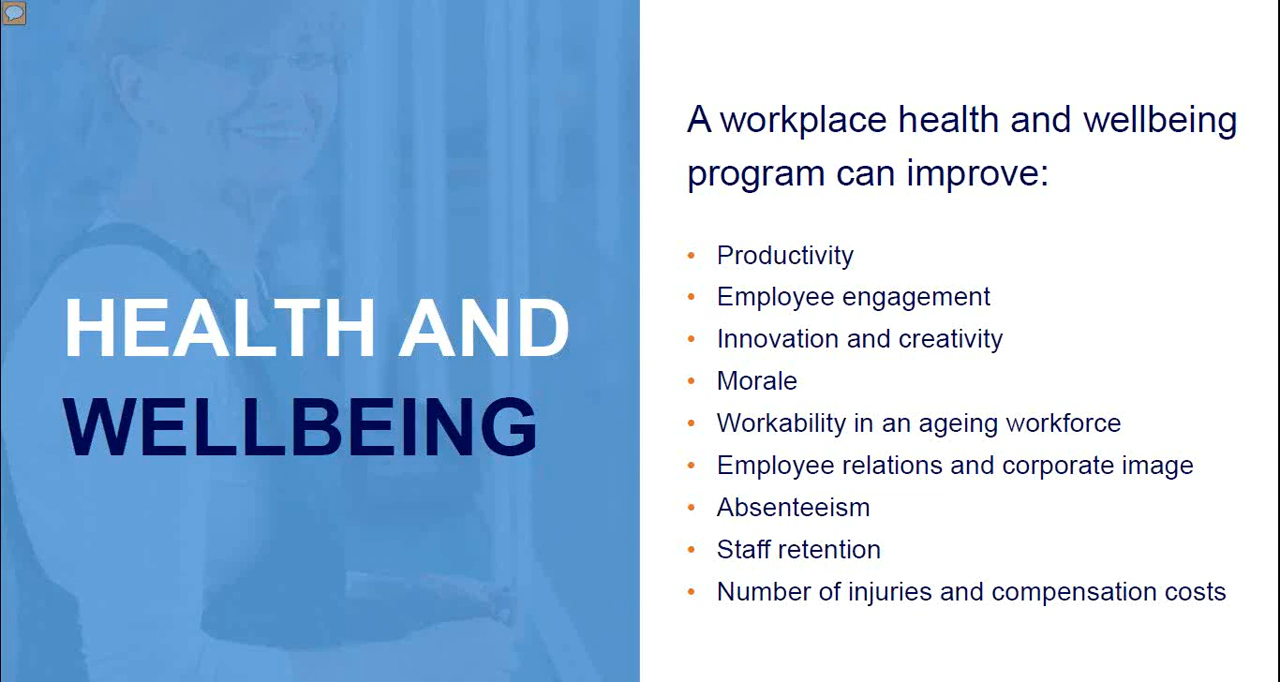 HEALTH AND
WELLBEING
A workplace health and wellbeing
program can improve:
• Productivity
• Employee engagement
• Innovation and creativity
• Morale
• Workability in an ageing workforce
• Employee relations and corporate image
• Absenteeism
• Staff retention
• Number of injuries and compensation costs